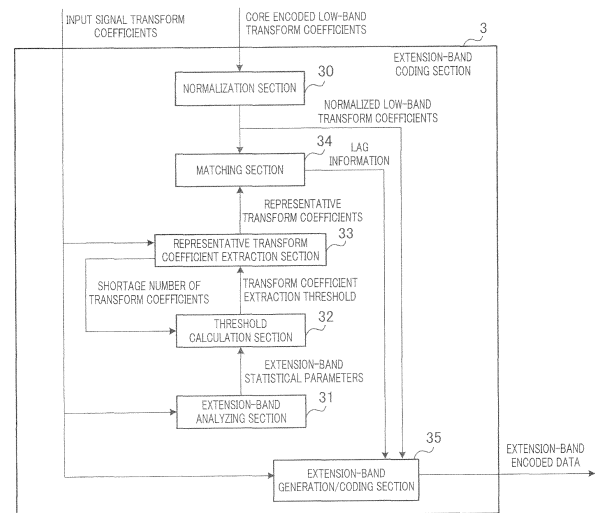 INPUT SIGNAL TRANSFORM
COEFFICIENTS
CORE ENCODED LOW-BAND
TRANSFORM COEFFICIENTS
3
EXTENSION-BAND
CODING SECTION
30
NORMALIZATION SECTION
NORMALIZED LOW-BAND
TRANSFORM COEFFICIENTS
34
LAG
INFORMATION
MATCHING SECTION
REPRESENTATIVE
TRANSFORM COEFFICIENTS
33
REPRESENTATIVE TRANSFORM
COEFFICIENT EXTRACTION SECTION
SHORTAGE NUMBER OF
TRANSFORM COEFFICIENTS
TRANSFORM COEFFICIENT
EXTRACTION THRESHOLD
32
THRESHOLD
CALCULATION SECTION
EXTENSION-BAND
STATISTICAL PARAMETERS
31
EXTENSION-BAND
ANALYZING SECTION
35
EXTENSION-BAND
GENERATION/CODING SECTION
EXTENSION-BAND
ENCODED DATA